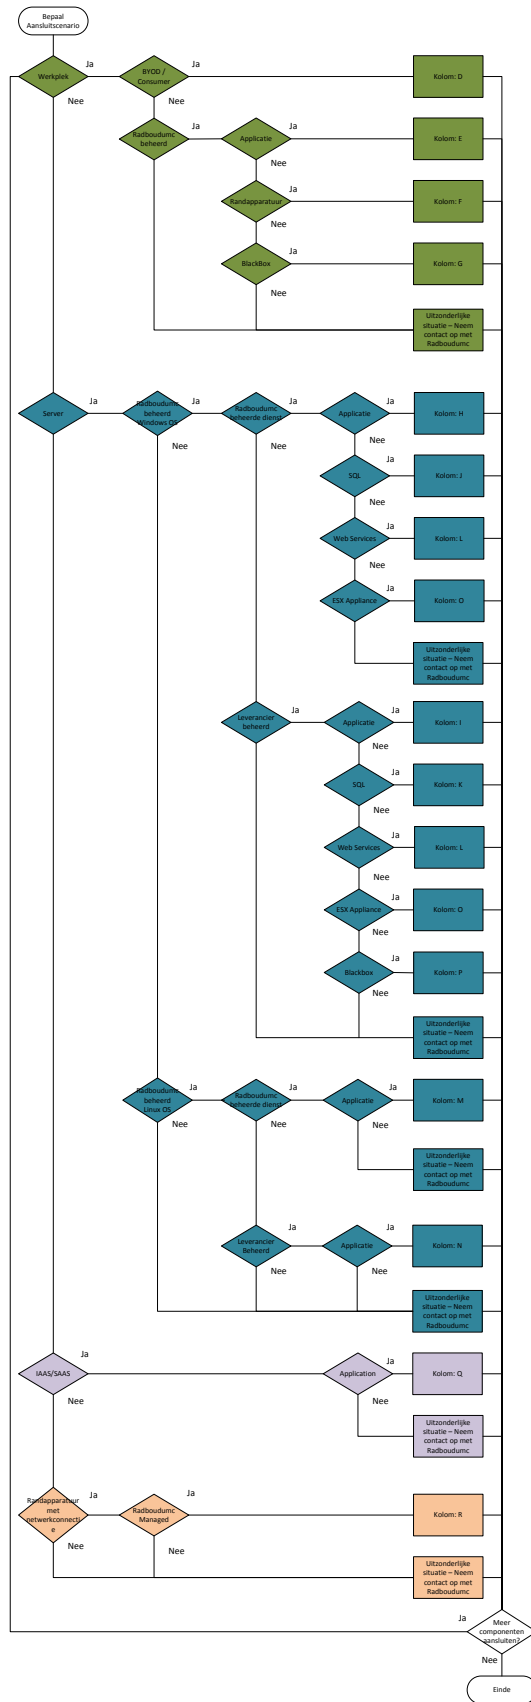 Bepaal
Aansluitscenario
Werkplek
Ja
Nee
BYOD /
Consumer
Ja
Nee
Kolom: D
Radboudumc
beheerd
Ja
Nee
Applicatie
Ja
Nee
Kolom: E
Randapparatuur
Ja
Nee
Kolom: F
BlackBox
Ja
Nee
Kolom: G
Uitzonderlijke
situatie – Neem
contact op met
Radboudumc
Server
Ja
Nee
Radboudumc
beheerd
Windows OS
Ja
Nee
Radboudumc
beheerde dienst
Ja
Nee
Applicatie
Ja
Nee
Kolom: H
SQL
Ja
Nee
Kolom: J
Web Services
Ja
Nee
Kolom: L
ESX Appliance
Ja
Nee
Kolom: O
Uitzonderlijke
situatie – Neem
contact op met
Radboudumc
Leverancier
beheerd
Ja
Nee
Applicatie
Ja
Nee
Kolom: I
SQL
Ja
Nee
Kolom: K
Web Services
Ja
Nee
Kolom: L
ESX Appliance
Ja
Nee
Kolom: O
Blackbox
Ja
Nee
Kolom: P
Uitzonderlijke
situatie – Neem
contact op met
Radboudumc
Radboudumc
beheerd
Linux OS
Ja
Nee
Radboudumc
beheerde dienst
Ja
Nee
Applicatie
Ja
Nee
Kolom: M
Uitzonderlijke
situatie – Neem
contact op met
Radboudumc
Leverancier
Beheerd
Ja
Nee
Applicatie
Ja
Nee
Kolom: N
Uitzonderlijke
situatie – Neem
contact op met
Radboudumc
IAAS/SAAS
Ja
Nee
Application
Ja
Nee
Kolom: Q
Uitzonderlijke
situatie – Neem
contact op met
Radboudumc
Randapparatuur
met
netwerkconnecti
e
Ja
Nee
Radboudumc
Managed
Ja
Nee
Kolom: R
Uitzonderlijke
situatie – Neem
contact op met
Radboudumc
Ja
Meer
componenten
aansluiten?
Nee
Einde